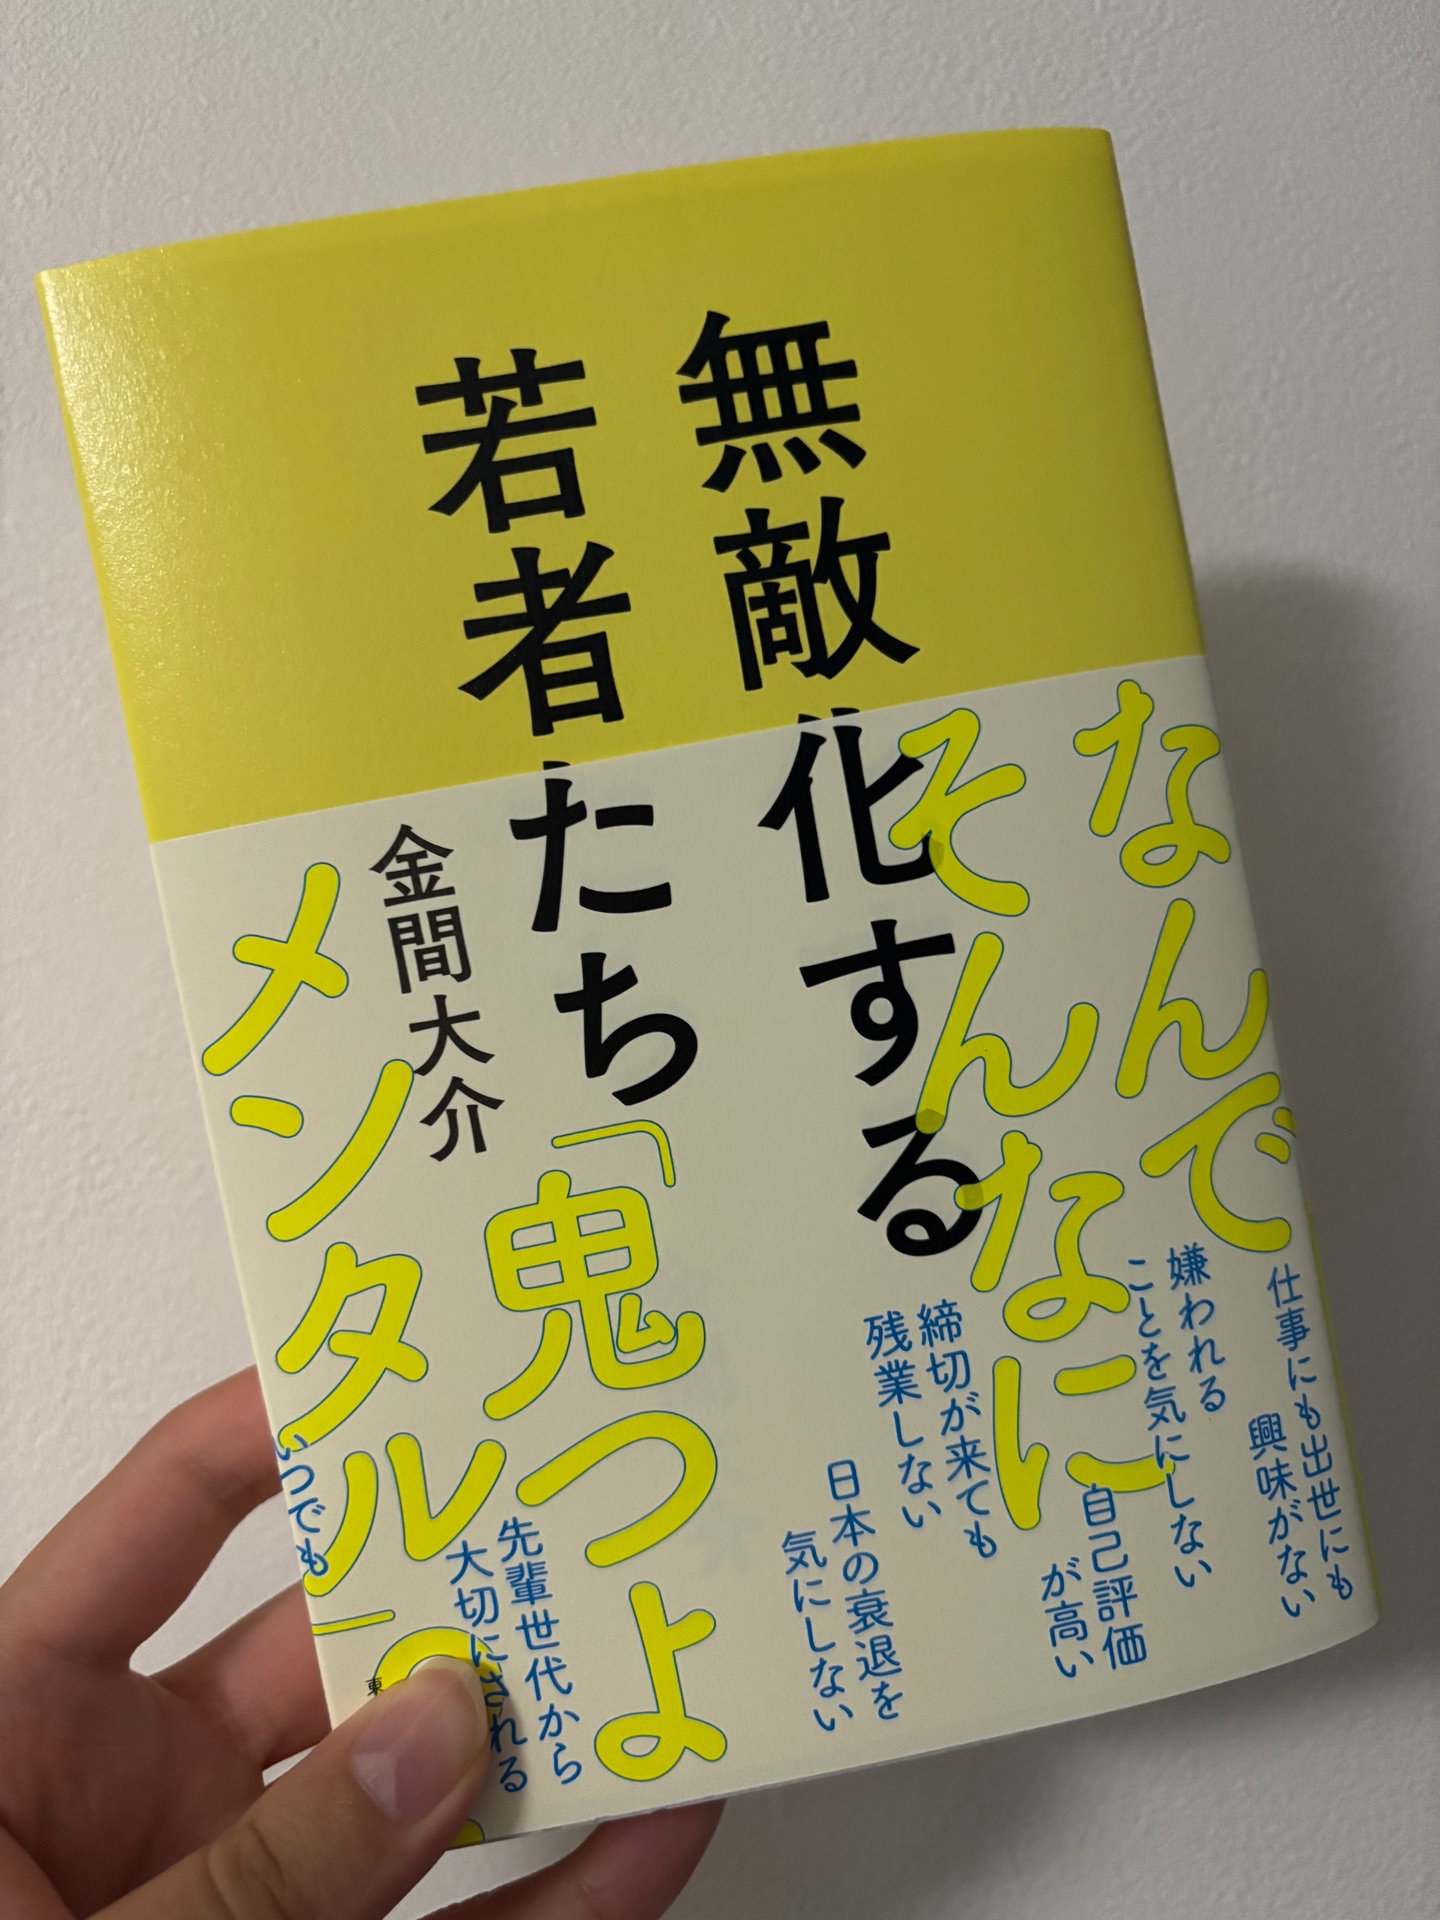 無敵化する
若者たち
金間大介
なんで
そんなに
「鬼つよ
メンタル」
仕事にも出世にも
興味がない
嫌われる
ことを気にしない
自己評価
が高い
締切が来ても
残業しない
日本の衰退を
気にしない
先輩世代から
大切にされる
いつでも
東